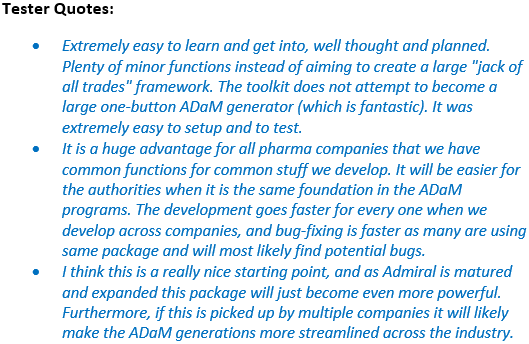 Tester Quotes:
• Extremely easy to learn and get into, well thought and planned.
Plenty of minor functions instead of aiming to create a large "jack of
all trades" framework. The toolkit does not attempt to become a
large one-button ADaM generator (which is fantastic). It was
extremely easy to setup and to test.
• It is a huge advantage for all pharma companies that we have
common functions for common stuff we develop. It will be easier for
the authorities when it is the same foundation in the ADaM
programs. The development goes faster for every one when we
develop across companies, and bug-fixing is faster as many are using
same package and will most likely find potential bugs.
• I think this is a really nice starting point, and as Admiral is matured
and expanded this package will just become even more powerful.
Furthermore, if this is picked up by multiple companies it will likely
make the ADaM generations more streamlined across the industry.